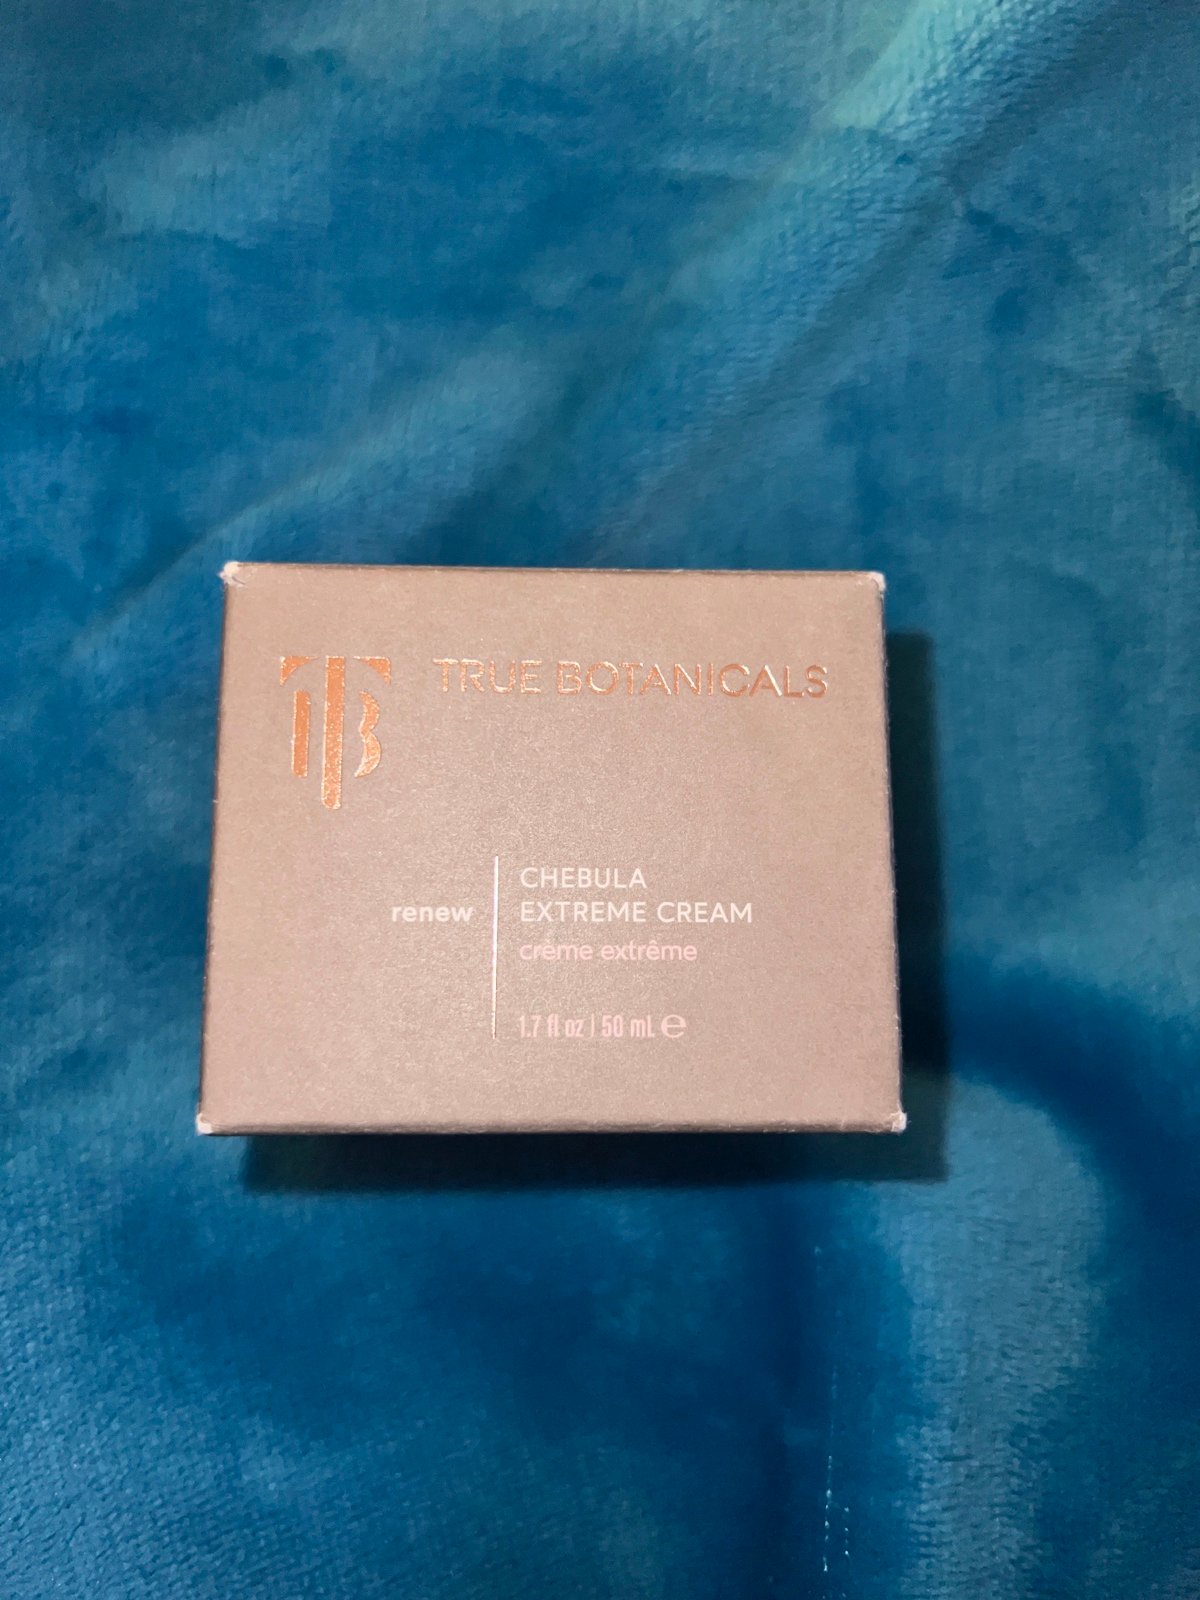 TB
TRUE BOTANICALS
renew
CHEBULA
EXTREME CREAM
crème extrême
1.7 fl oz | 50 mL ℮